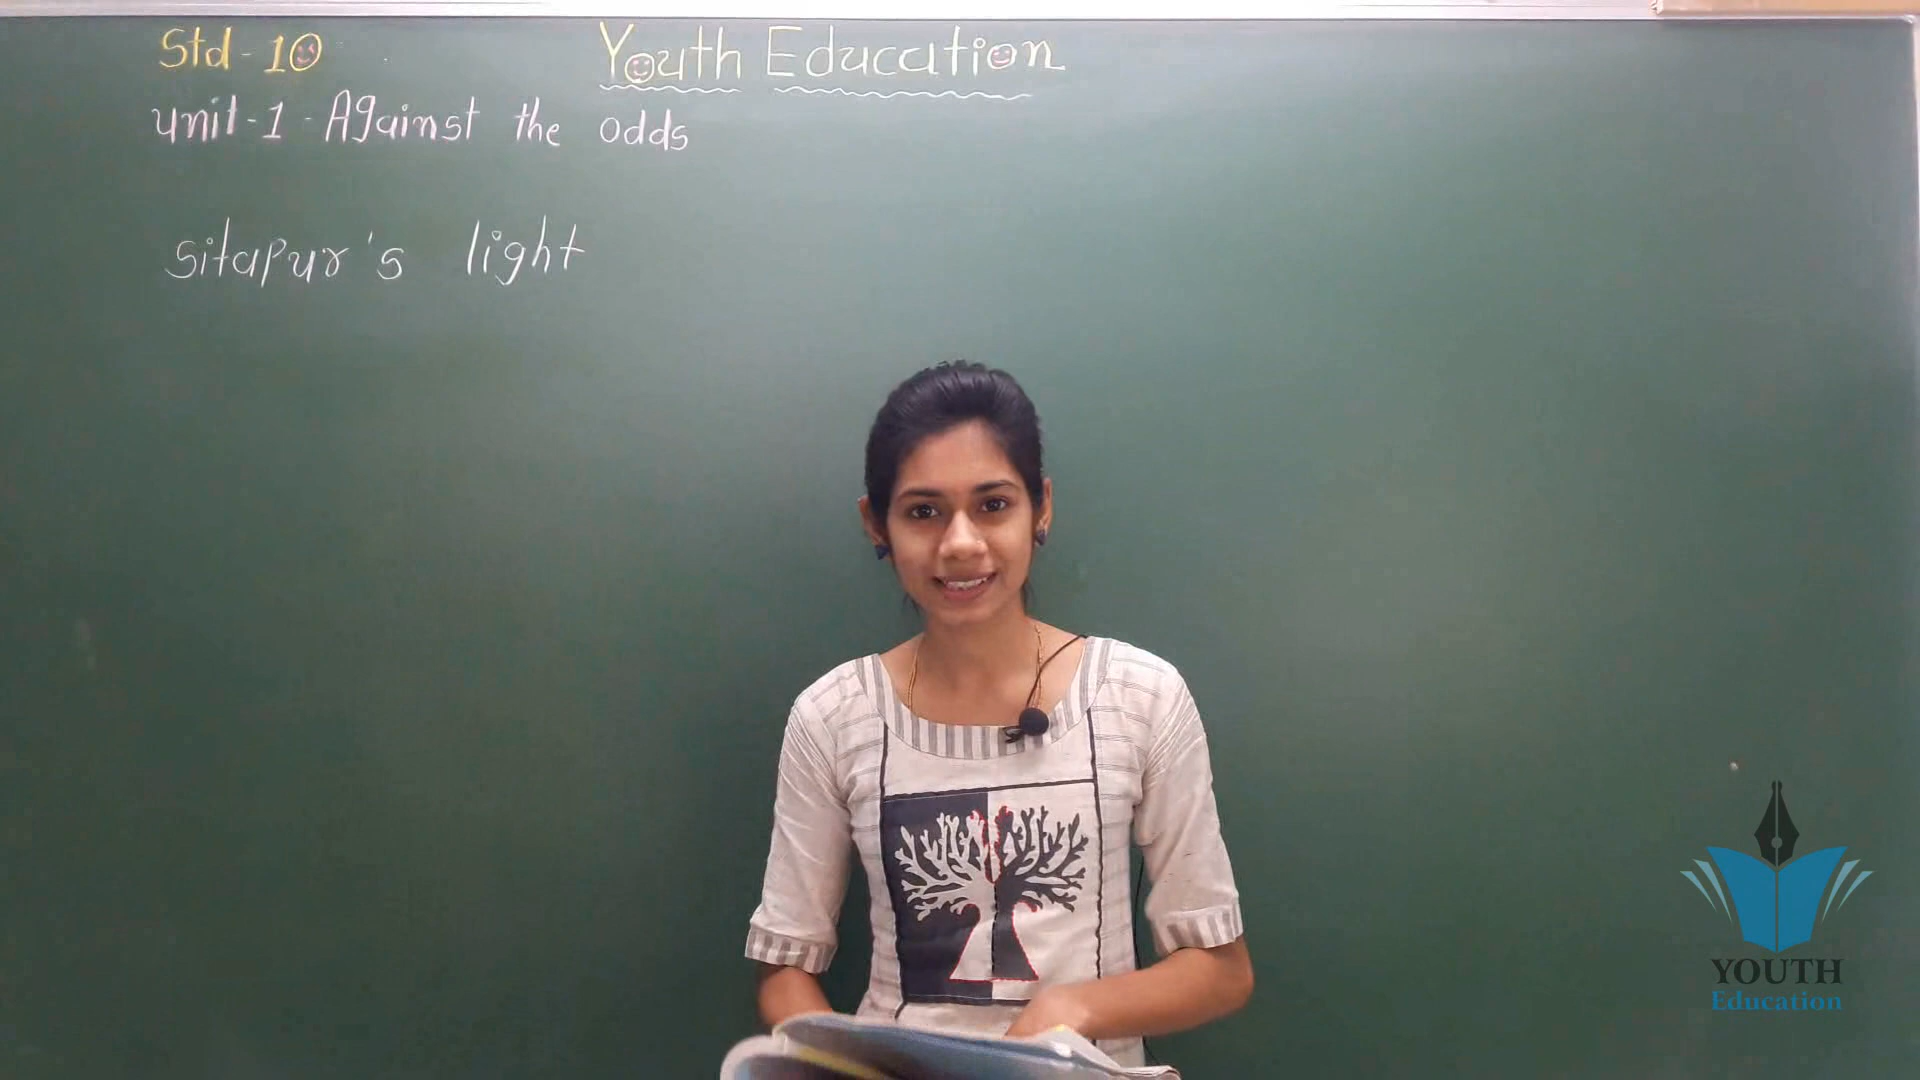 Std - 10
Youth Education
unit - 1 - Against the odds
sitapur's light
YOUTH
Education